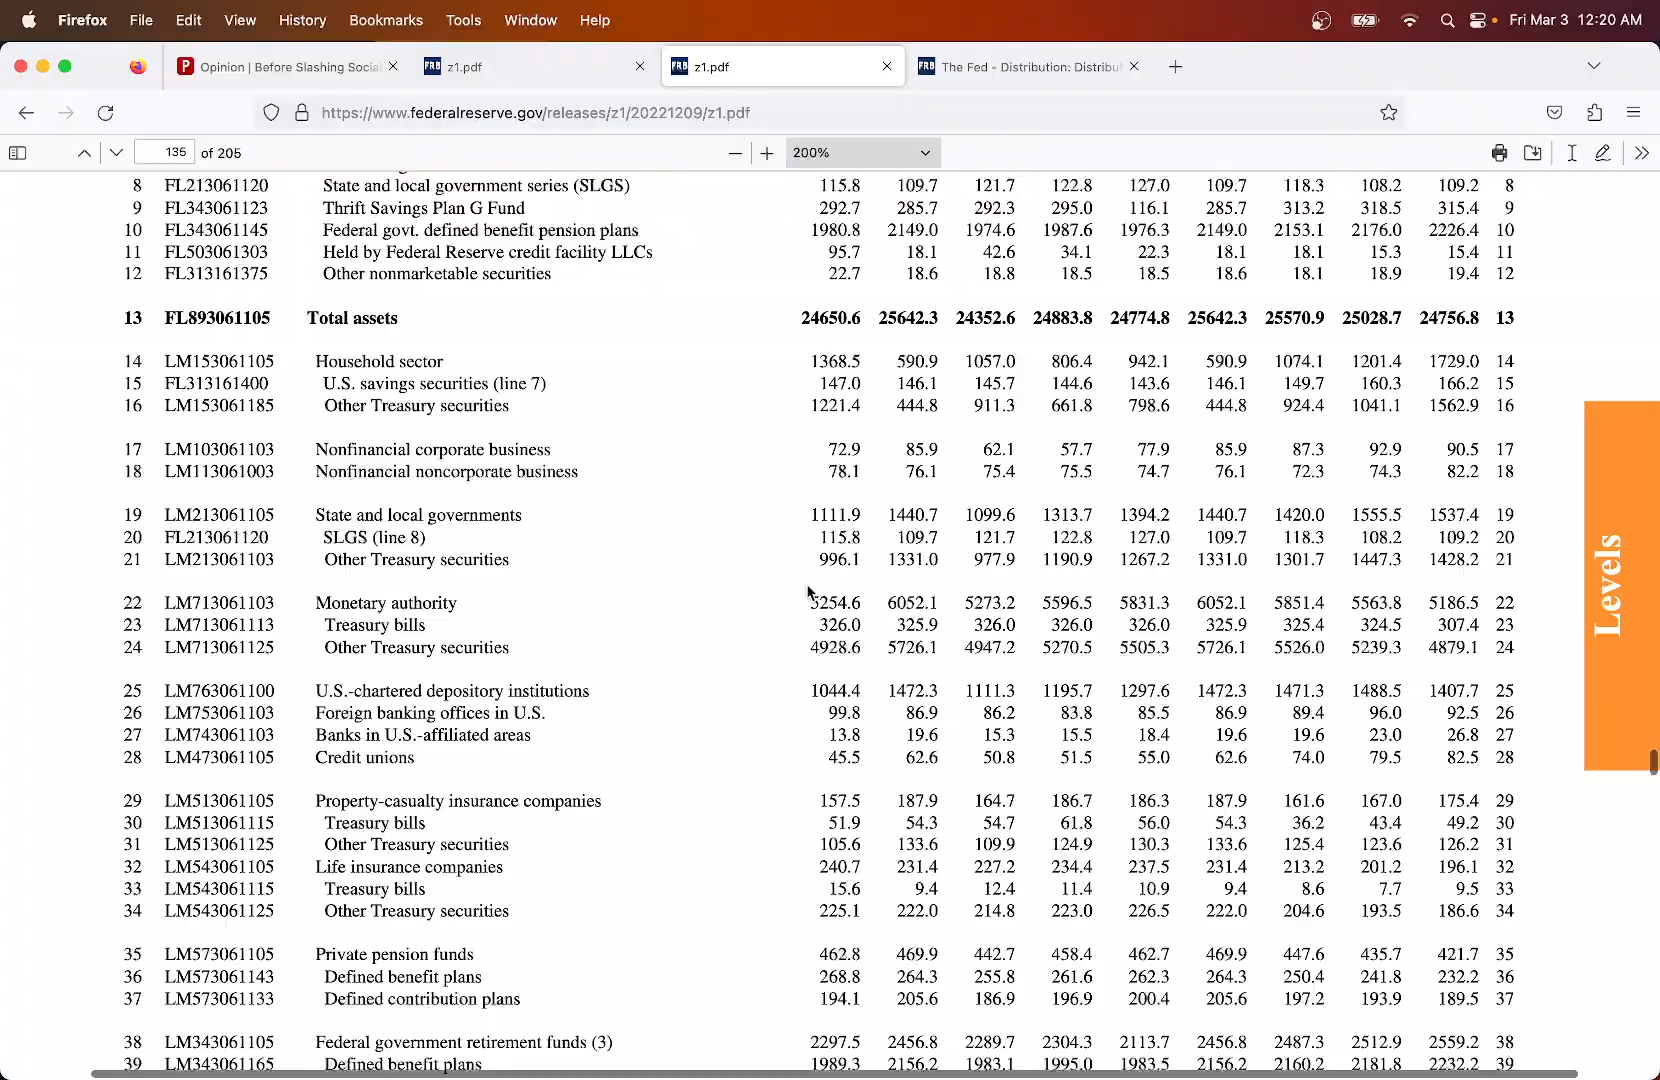 Firefox File Edit View History Bookmarks Tools Window Help Fri Mar 3 12:20 AM
Opinion | Before Slashing Social z1.pdf z1.pdf The Fed - Distribution: Distribu
https://www.federalreserve.gov/releases/z1/20221209/z1.pdf
135 of 205 200%
8 FL213061120 State and local government series (SLGS) 115.8 109.7 121.7 122.8 127.0 109.7 118.3 108.2 109.2 8
9 FL343061123 Thrift Savings Plan G Fund 292.7 285.7 292.3 295.0 116.1 285.7 313.2 318.5 315.4 9
10 FL343061145 Federal govt. defined benefit pension plans 1980.8 2149.0 1974.6 1987.6 1976.3 2149.0 2153.1 2176.0 2226.4 10
11 FL503061303 Held by Federal Reserve credit facility LLCs 95.7 18.1 42.6 34.1 22.3 18.1 18.1 15.3 15.4 11
12 FL313161375 Other nonmarketable securities 22.7 18.6 18.8 18.5 18.5 18.6 18.1 18.9 19.4 12
13 FL893061105 Total assets 24650.6 25642.3 24352.6 24883.8 24774.8 25642.3 25570.9 25028.7 24756.8 13
14 LM153061105 Household sector 1368.5 590.9 1057.0 806.4 942.1 590.9 1074.1 1201.4 1729.0 14
15 FL313161400 U.S. savings securities (line 7) 147.0 146.1 145.7 144.6 143.6 146.1 149.7 160.3 166.2 15
16 LM153061185 Other Treasury securities 1221.4 444.8 911.3 661.8 798.6 444.8 924.4 1041.1 1562.9 16
17 LM103061103 Nonfinancial corporate business 72.9 85.9 62.1 57.7 77.9 85.9 87.3 92.9 90.5 17
18 LM113061003 Nonfinancial noncorporate business 78.1 76.1 75.4 75.5 74.7 76.1 72.3 74.3 82.2 18
19 LM213061105 State and local governments 1111.9 1440.7 1099.6 1313.7 1394.2 1440.7 1420.0 1555.5 1537.4 19
20 FL213061120 SLGS (line 8) 115.8 109.7 121.7 122.8 127.0 109.7 118.3 108.2 109.2 20
21 LM213061103 Other Treasury securities 996.1 1331.0 977.9 1190.9 1267.2 1331.0 1301.7 1447.3 1428.2 21
22 LM713061103 Monetary authority 5254.6 6052.1 5273.2 5596.5 5831.3 6052.1 5851.4 5563.8 5186.5 22
23 LM713061113 Treasury bills 326.0 325.9 326.0 326.0 326.0 325.9 325.4 324.5 307.4 23
24 LM713061125 Other Treasury securities 4928.6 5726.1 4947.2 5270.5 5505.3 5726.1 5526.0 5239.3 4879.1 24
25 LM763061100 U.S.-chartered depository institutions 1044.4 1472.3 1111.3 1195.7 1297.6 1472.3 1471.3 1488.5 1407.7 25
26 LM753061103 Foreign banking offices in U.S. 99.8 86.9 86.2 83.8 85.5 86.9 89.4 96.0 92.5 26
27 LM743061103 Banks in U.S.-affiliated areas 13.8 19.6 15.3 15.5 18.4 19.6 19.6 23.0 26.8 27
28 LM473061105 Credit unions 45.5 62.6 50.8 51.5 55.0 62.6 74.0 79.5 82.5 28
29 LM513061105 Property-casualty insurance companies 157.5 187.9 164.7 186.7 186.3 187.9 161.6 167.0 175.4 29
30 LM513061115 Treasury bills 51.9 54.3 54.7 61.8 56.0 54.3 36.2 43.4 49.2 30
31 LM513061125 Other Treasury securities 105.6 133.6 109.9 124.9 130.3 133.6 125.4 123.6 126.2 31
32 LM543061105 Life insurance companies 240.7 231.4 227.2 234.4 237.5 231.4 213.2 201.2 196.1 32
33 LM543061115 Treasury bills 15.6 9.4 12.4 11.4 10.9 9.4 8.6 7.7 9.5 33
34 LM543061125 Other Treasury securities 225.1 222.0 214.8 223.0 226.5 222.0 204.6 193.5 186.6 34
35 LM573061105 Private pension funds 462.8 469.9 442.7 458.4 462.7 469.9 447.6 435.7 421.7 35
36 LM573061143 Defined benefit plans 268.8 264.3 255.8 261.6 262.3 264.3 250.4 241.8 232.2 36
37 LM573061133 Defined contribution plans 194.1 205.6 186.9 196.9 200.4 205.6 197.2 193.9 189.5 37
38 LM343061105 Federal government retirement funds (3) 2297.5 2456.8 2289.7 2304.3 2113.7 2456.8 2487.3 2512.9 2559.2 38
39 LM343061165 Defined benefit plans 1989.3 2156.2 1983.1 1995.0 1983.5 2156.2 2160.2 2181.8 2232.2 39
Levels